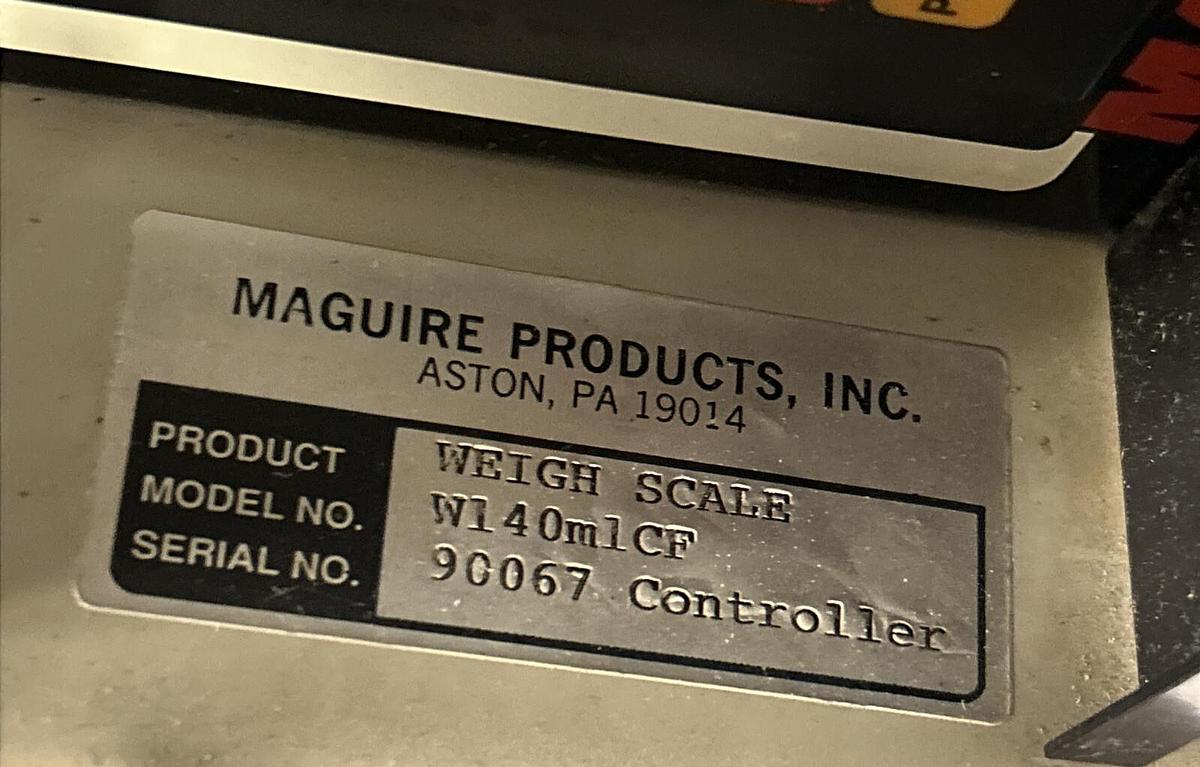 MAGUIRE PRODUCTS, INC.
ASTON, PA 19014
PRODUCT WEIGH SCALE
MODEL NO. W140m1CF
SERIAL NO. 90067 Controller